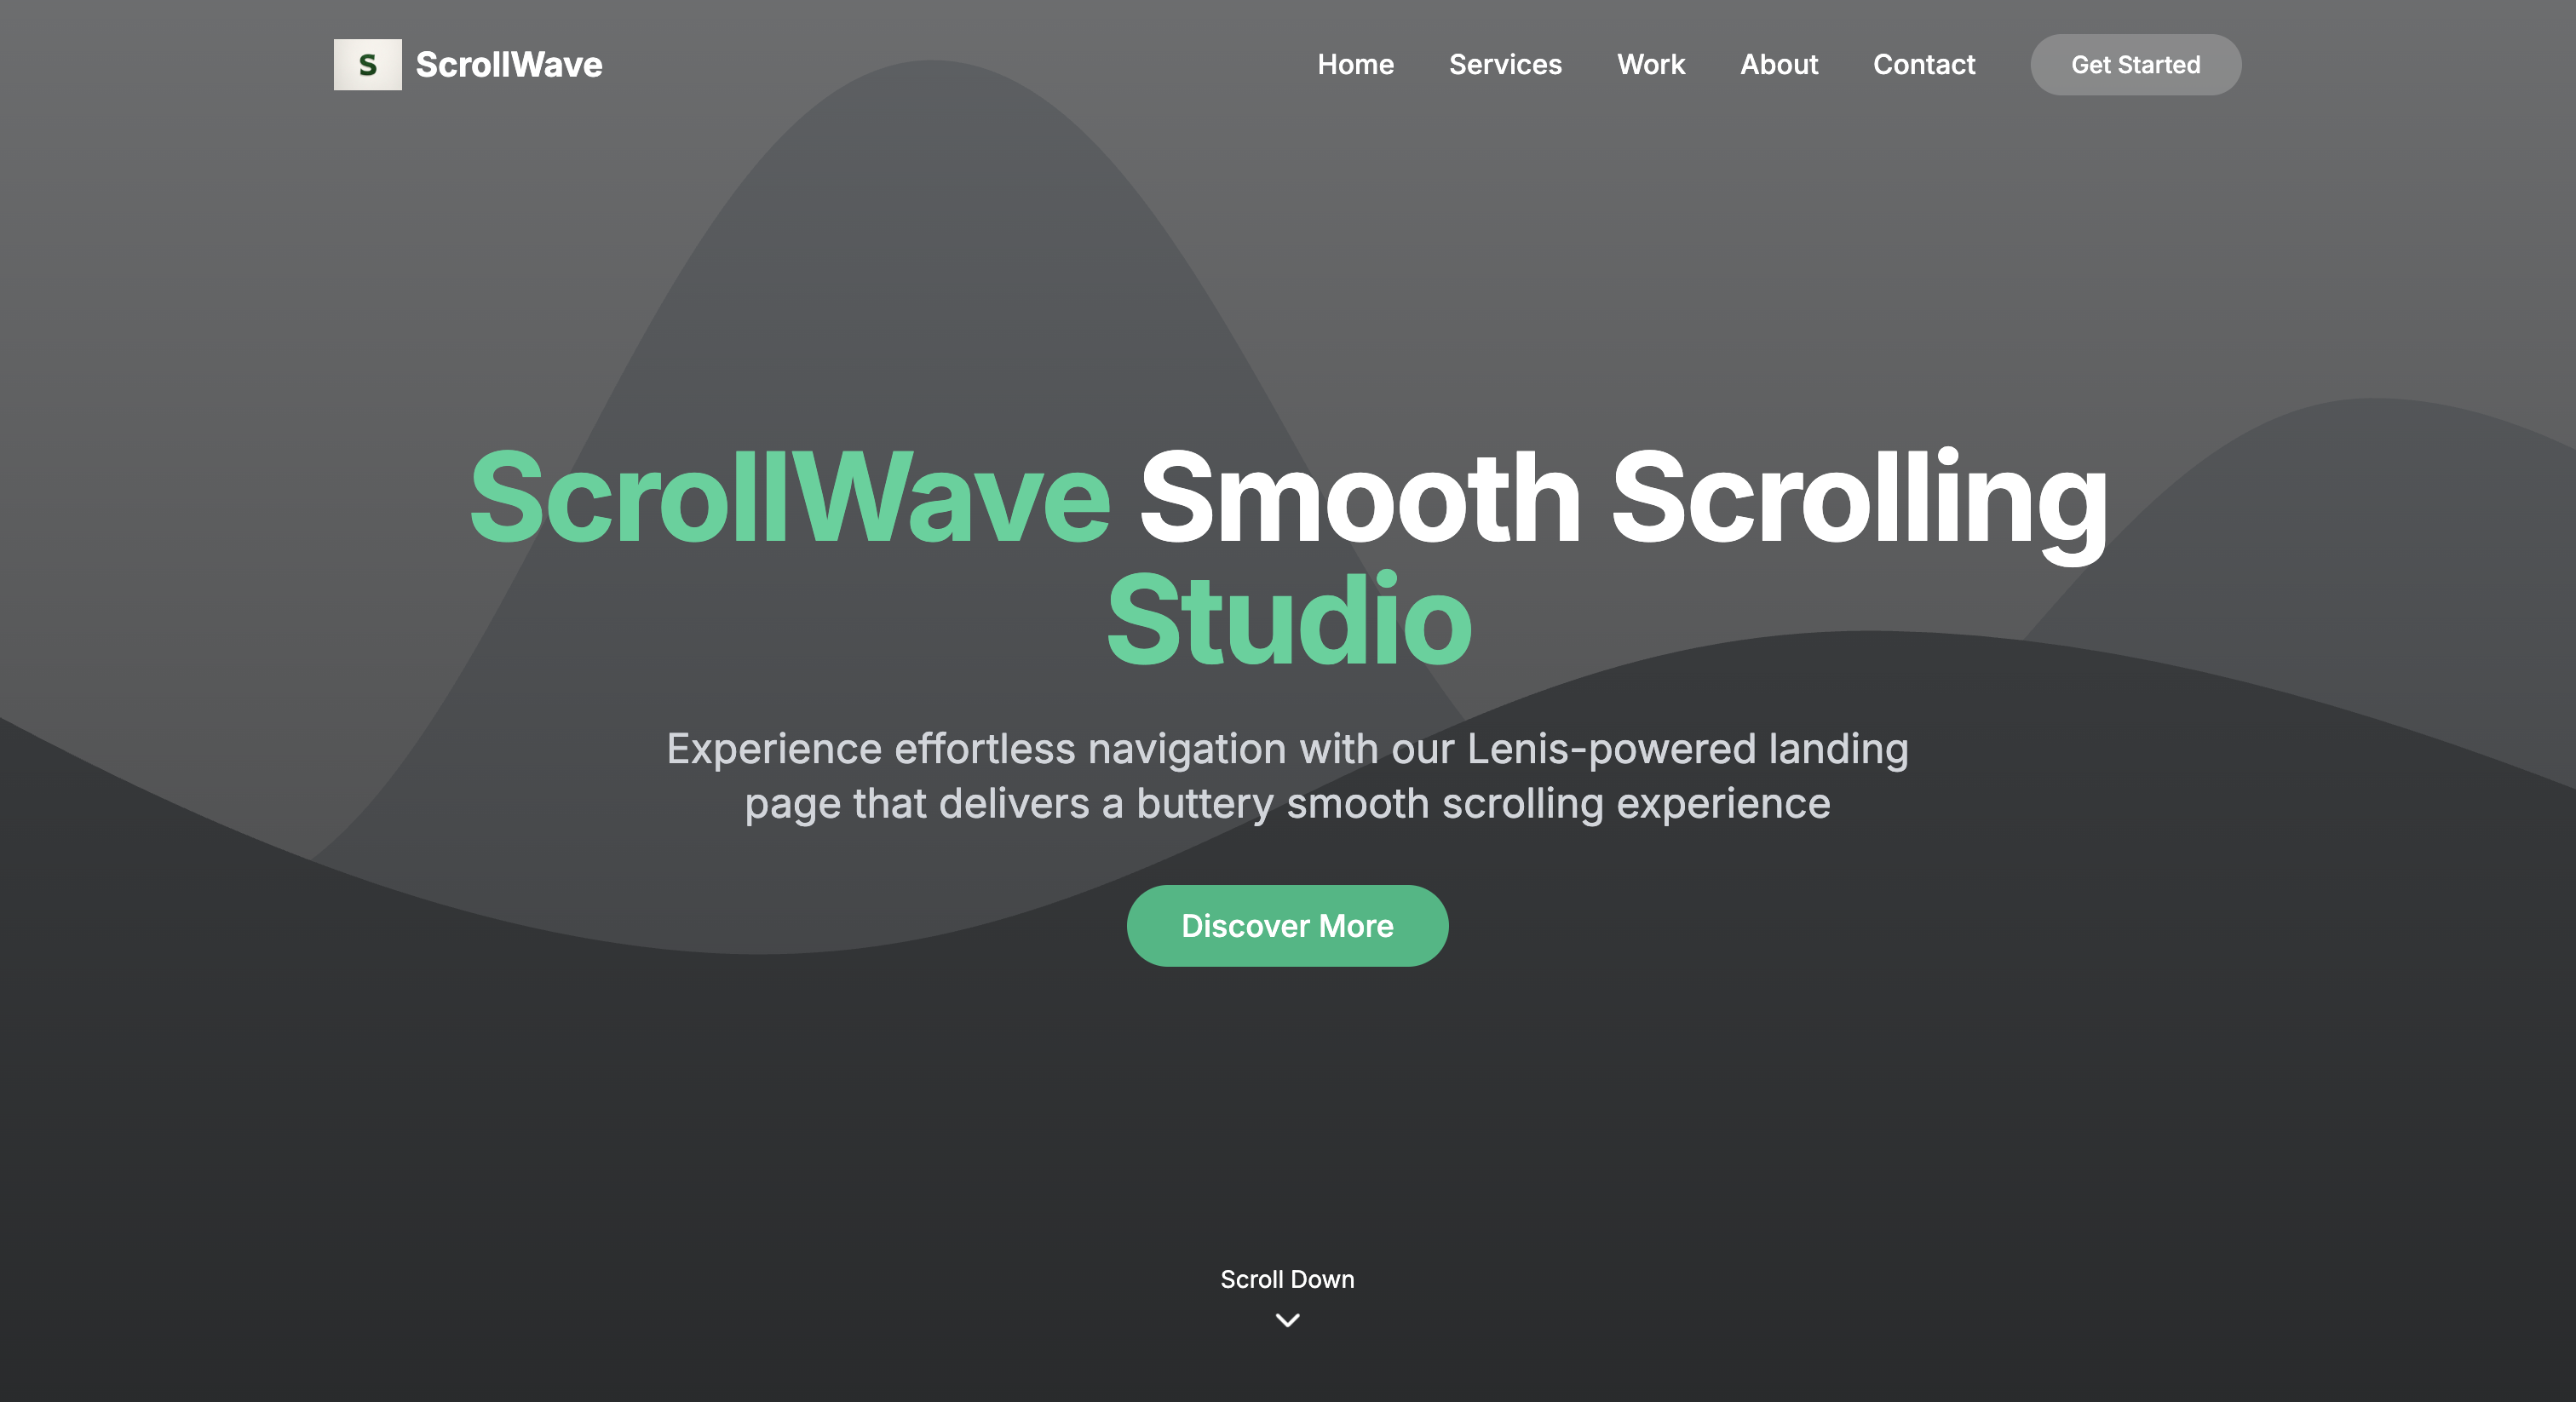 S ScrollWave
Home Services Work About Contact Get Started
ScrollWave Smooth Scrolling
Studio
Experience effortless navigation with our Lenis-powered landing
page that delivers a buttery smooth scrolling experience
Discover More
Scroll Down